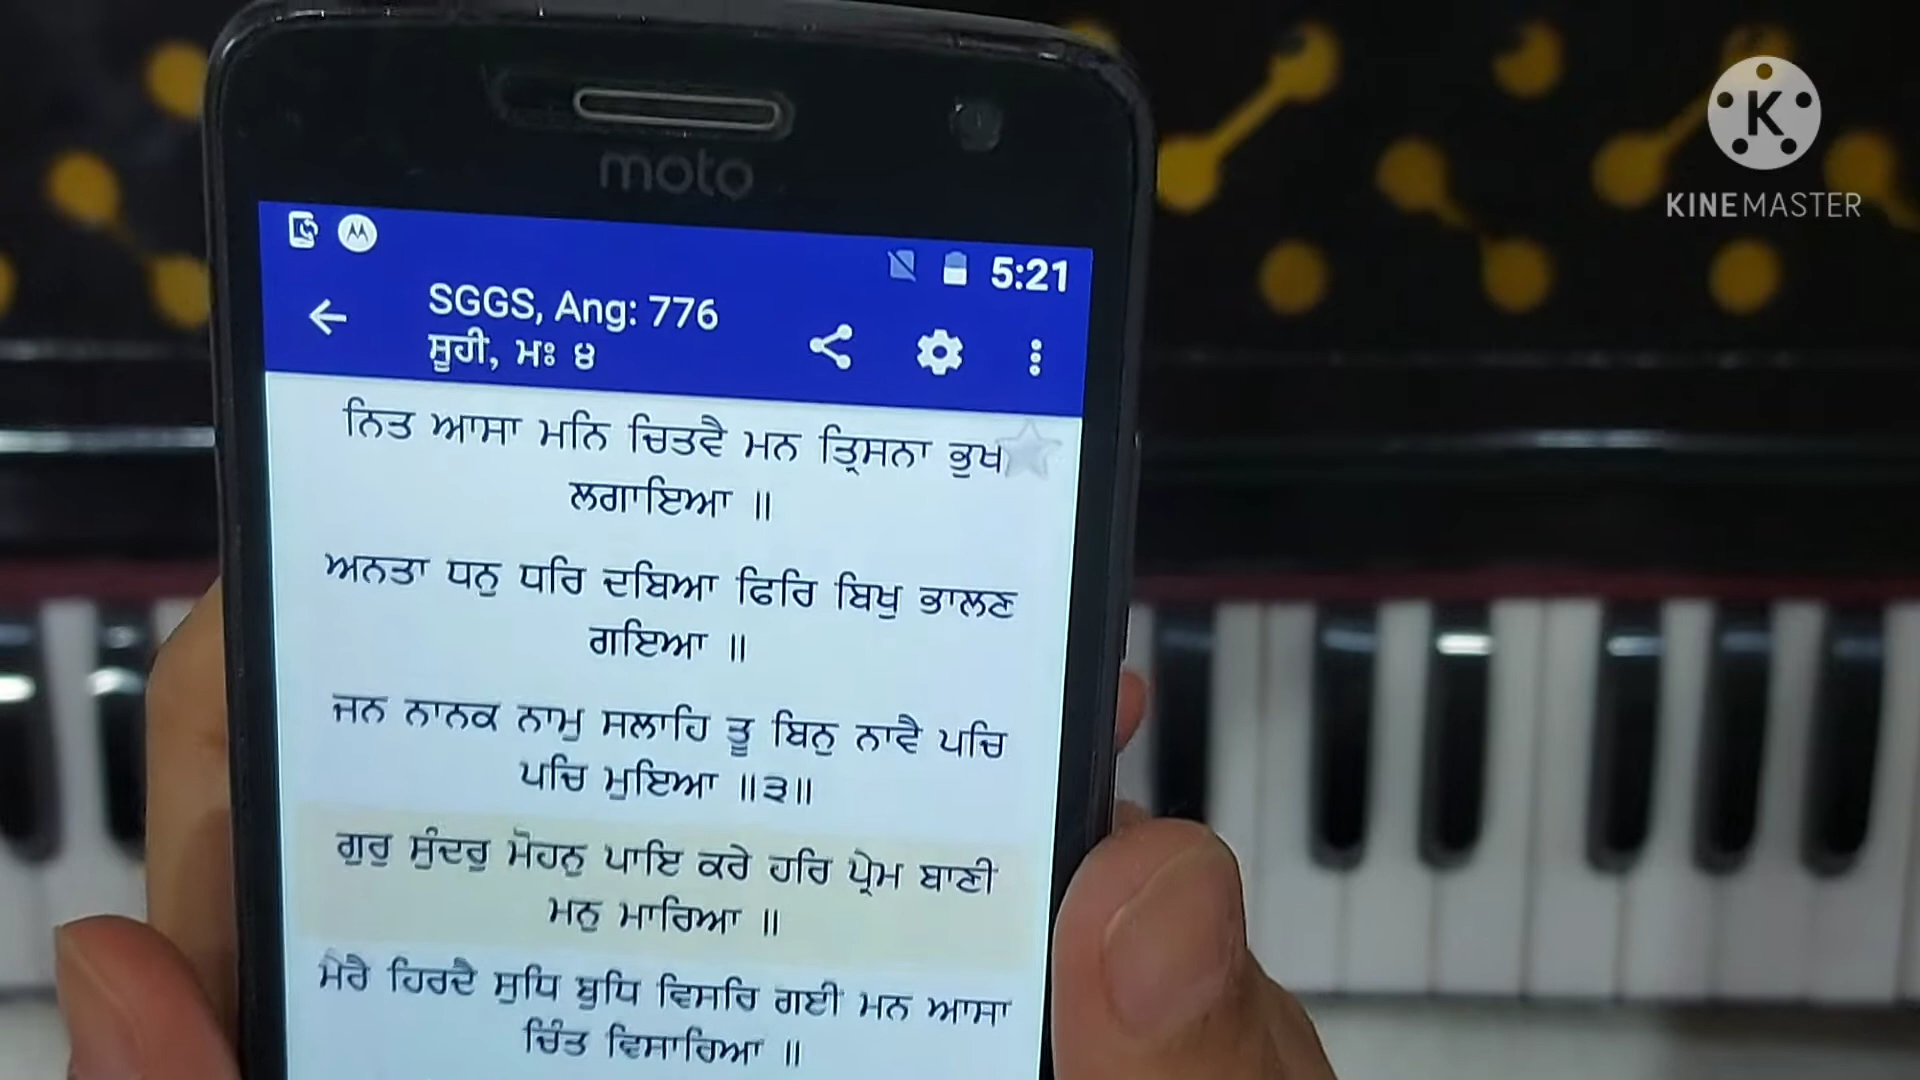 K
KINEMASTER
moto
5:21
SGGS, Ang: 776
ਸੂਹੀ, ਮਃ ੪
ਨਿਤ ਆਸਾ ਮਨਿ ਚਿਤਵੈ ਮਨ ਤ੍ਰਿਸਨਾ ਭੁਖ
ਲਗਾਇਆ ॥
ਅਨਤਾ ਧਨੁ ਧਰਿ ਦਬਿਆ ਫਿਰਿ ਬਿਖੁ ਭਾਲਣ
ਗਇਆ ॥
ਜਨ ਨਾਨਕ ਨਾਮੁ ਸਲਾਹਿ ਤੂ ਬਿਨੁ ਨਾਵੈ ਪਚਿ
ਪਚਿ ਮੁਇਆ ॥੩॥
ਗੁਰੁ ਸੁੰਦਰੁ ਮੋਹਨੁ ਪਾਇ ਕਰੇ ਹਰਿ ਪ੍ਰੇਮ ਬਾਣੀ
ਮਨੁ ਮਾਰਿਆ ॥
ਮੇਰੈ ਹਿਰਦੈ ਸੁਧਿ ਬੁਧਿ ਵਿਸਰਿ ਗਈ ਮਨ ਆਸਾ
ਚਿੰਤ ਵਿਸਾਰਿਆ ॥